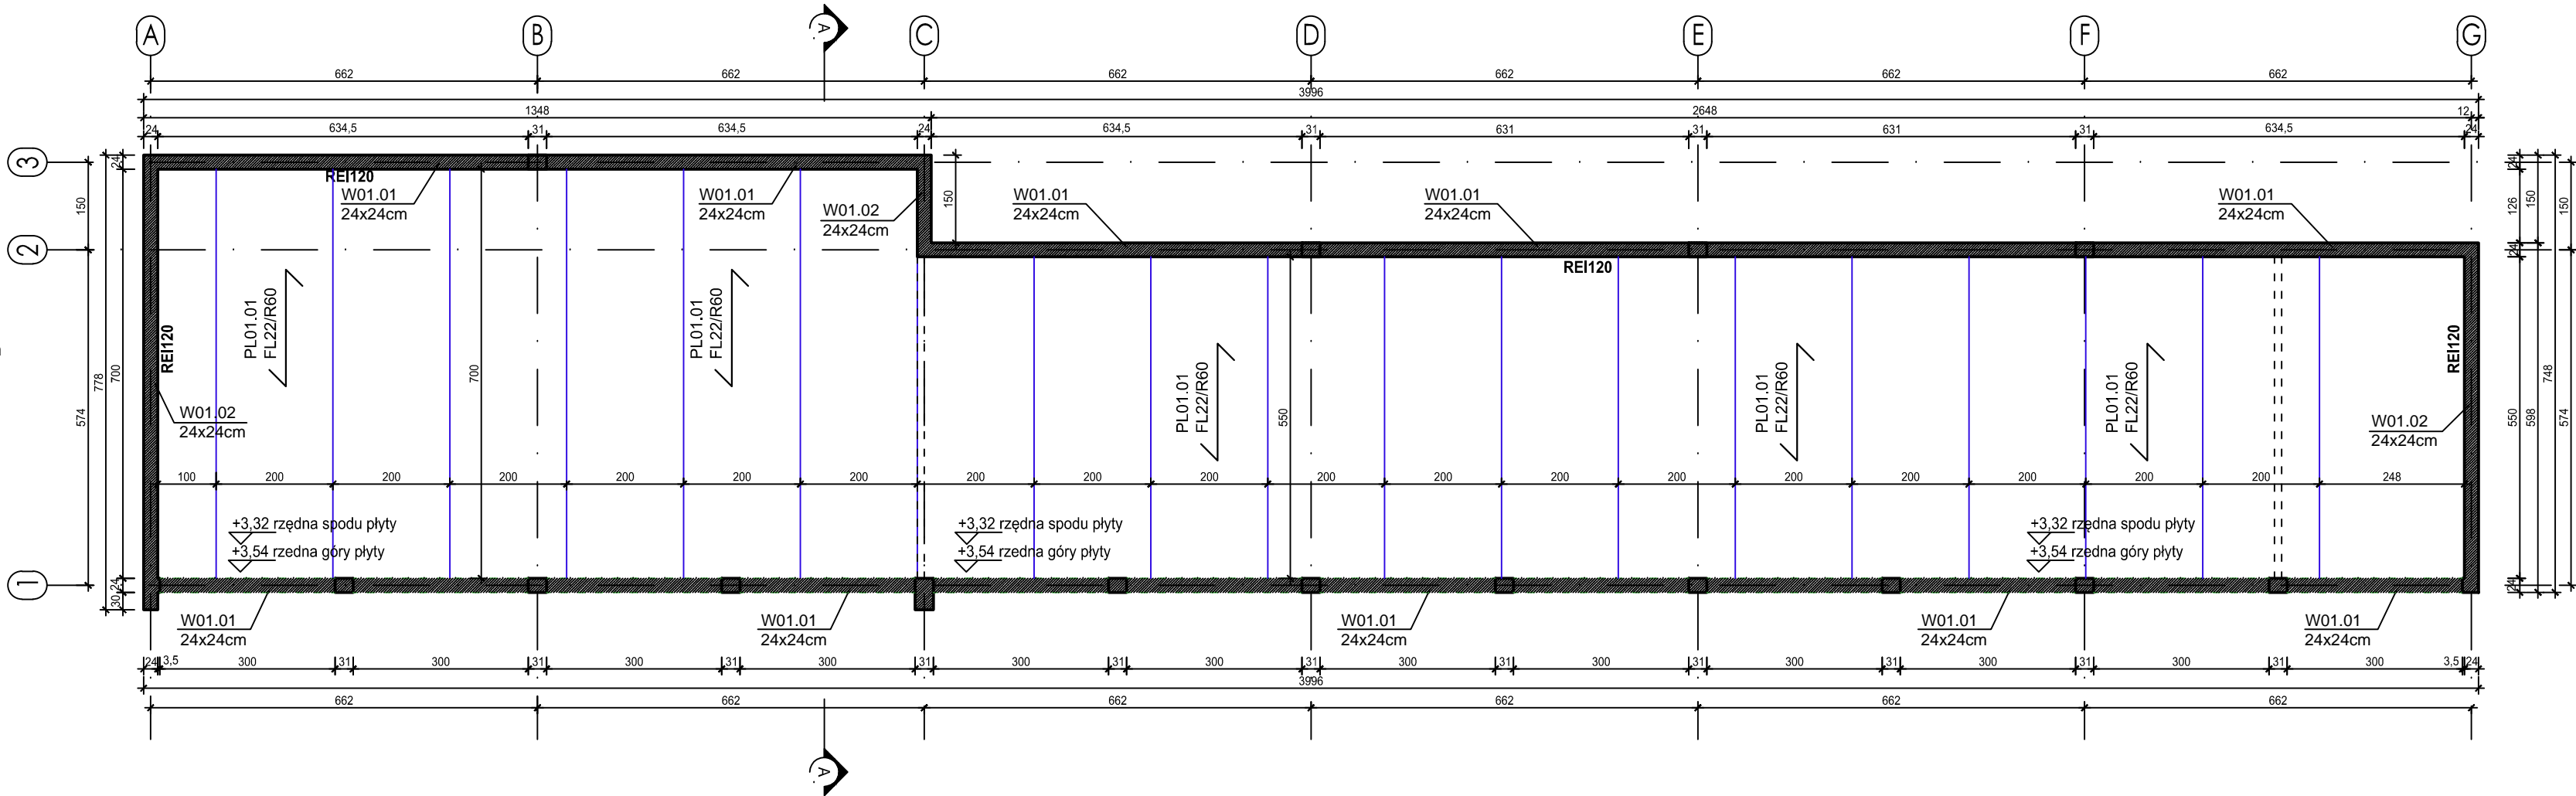 A B A C D E F G
662 662 662 662 662 662
3996
1348 2648 12
24 634,5 31 634,5 24 634,5 31 631 31 631 31 634,5 24
3
2
1
150
574
778
24
700
24
30
REI120
W01.01
24x24cm
W01.01
24x24cm
W01.02
24x24cm
150
W01.01
24x24cm
W01.01
24x24cm
W01.01
24x24cm
REI120
REI120
PL01.01
FL22/R60
700
PL01.01
FL22/R60
PL01.01
FL22/R60
550
PL01.01
FL22/R60
PL01.01
FL22/R60
REI120
W01.02
24x24cm
W01.02
24x24cm
24
126
24
550
24
150
598
748
150
574
100 200 200 200 200 200 200 200 200 200 200 200 200 200 200 200 200 200 248
+3,32 rzędna spodu płyty
+3,54 rzedna góry płyty
+3,32 rzędna spodu płyty
+3,54 rzędna góry płyty
+3,32 rzędna spodu płyty
+3,54 rzędna góry płyty
W01.01
24x24cm
W01.01
24x24cm
W01.01
24x24cm
W01.01
24x24cm
W01.01
24x24cm
24 3,5 300 31 300 31 300 31 300 31 300 31 300 31 300 31 300 31 300 31 300 31 300 31 300 3,5 24
3996
662 662 662 662 662 662
A